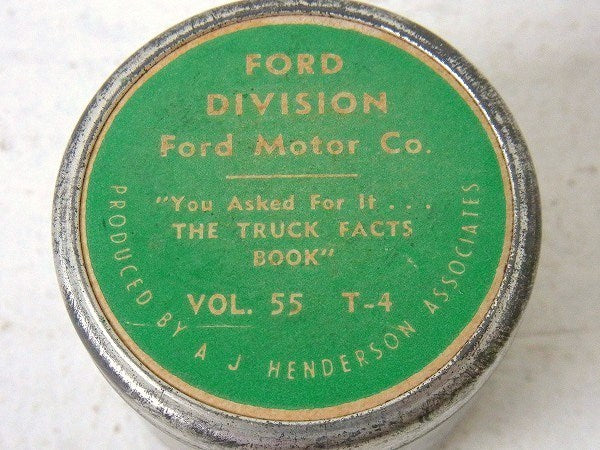 FORD
DIVISION
Ford Motor Co.
"You Asked For It . . .
THE TRUCK FACTS
BOOK"
VOL. 55 T-4
PRODUCED BY A J HENDERSON ASSOCIATES